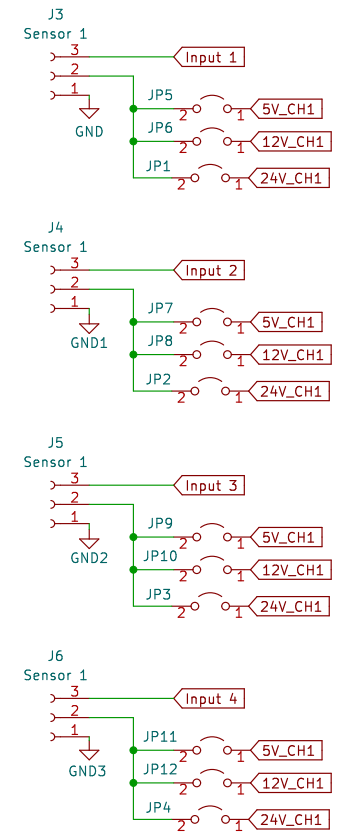 J3
Sensor 1
3 Input 1
2
1 JP5 2 1 5V_CH1
GND JP6 2 1 12V_CH1
JP1 2 1 24V_CH1
J4
Sensor 1
3 Input 2
2
1 JP7 2 1 5V_CH1
GND1 JP8 2 1 12V_CH1
JP2 2 1 24V_CH1
J5
Sensor 1
3 Input 3
2
1 JP9 2 1 5V_CH1
GND2 JP10 2 1 12V_CH1
JP3 2 1 24V_CH1
J6
Sensor 1
3 Input 4
2
1 JP11 2 1 5V_CH1
GND3 JP12 2 1 12V_CH1
JP4 2 1 24V_CH1